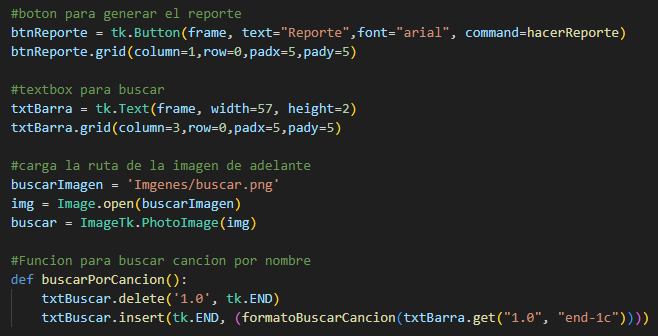 #boton para generar el reporte
btnReporte = tk.Button(frame, text="Reporte",font="arial", command=hacerReporte)
btnReporte.grid(column=1,row=0,padx=5,pady=5)
#textbox para buscar
txtBarra = tk.Text(frame, width=57, height=2)
txtBarra.grid(column=3,row=0,padx=5,pady=5)
#carga la ruta de la imagen de adelante
buscarImagen = 'Imgenes/buscar.png'
img = Image.open(buscarImagen)
buscar = ImageTk.PhotoImage(img)
#Funcion para buscar cancion por nombre
def buscarPorCancion():
    txtBuscar.delete('1.0', tk.END)
    txtBuscar.insert(tk.END, (formatoBuscarCancion(txtBarra.get("1.0", "end-1c"))))